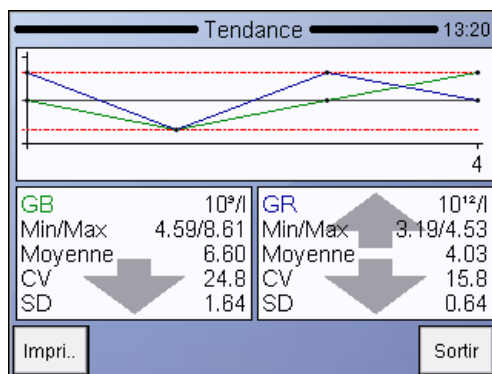 Tendance 13:20
4
GB 10⁹/l
Min/Max 4.59/8.61
Moyenne 6.60
CV 24.8
SD 1.64
GR 10¹²/l
Min/Max 3.19/4.53
Moyenne 4.03
CV 15.8
SD 0.64
Impri.. Sortir